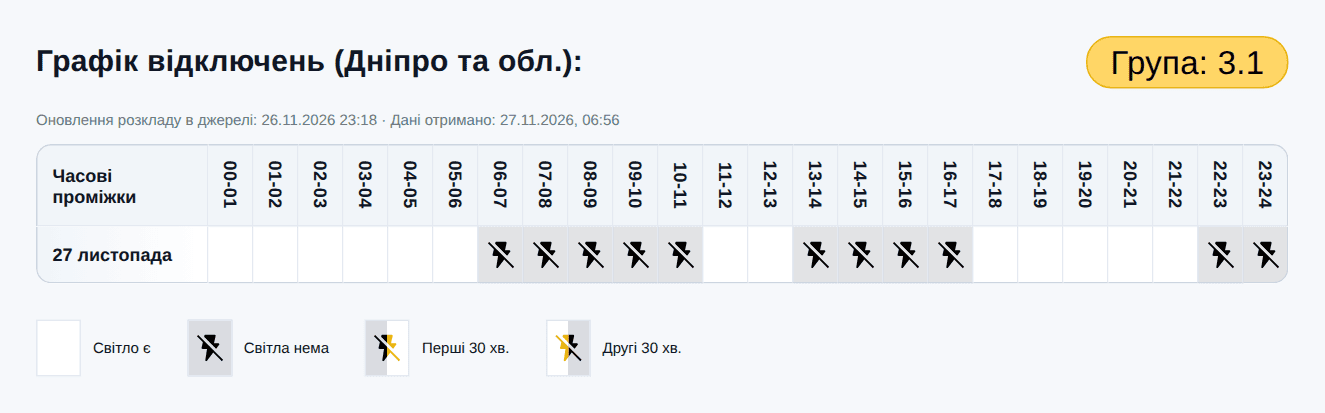 Графік відключень (Дніпро та обл.):
Група: 3.1
Оновлення розкладу в джерелі: 26.11.2026 23:18 · Дані отримано: 27.11.2026, 06:56
Часові
проміжки
00-01
01-02
02-03
03-04
04-05
05-06
06-07
07-08
08-09
09-10
10-11
11-12
12-13
13-14
14-15
15-16
16-17
17-18
18-19
19-20
20-21
21-22
22-23
23-24
27 листопада
Світло є
Світла нема
Перші 30 хв.
Другі 30 хв.